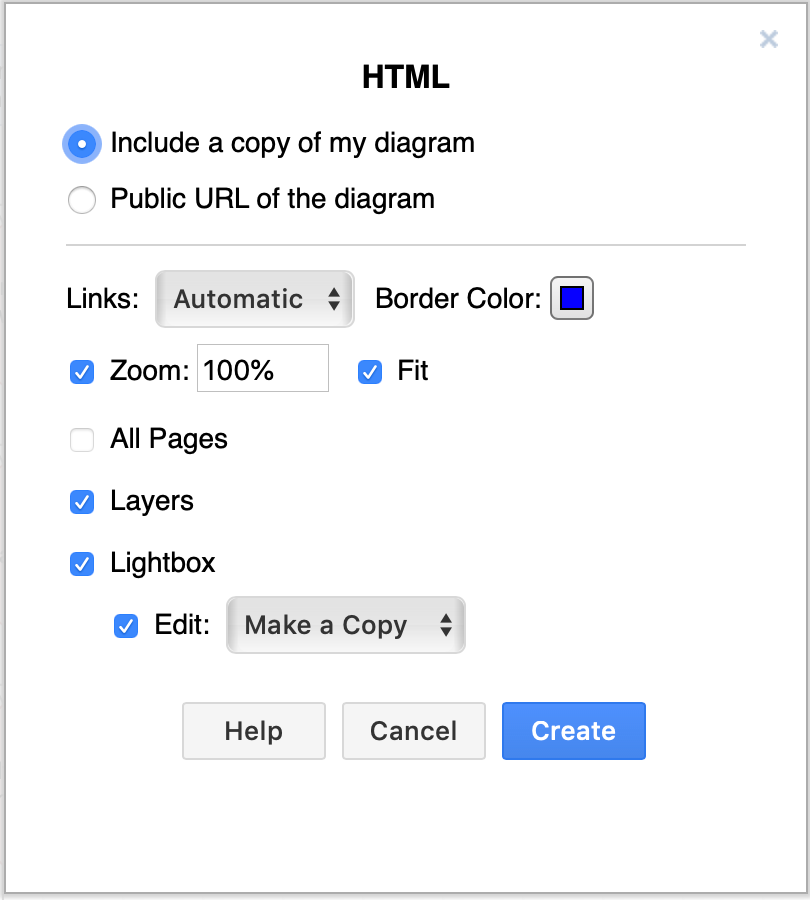 HTML
Include a copy of my diagram
Public URL of the diagram
Links: Automatic Border Color:
Zoom: 100% Fit
All Pages
Layers
Lightbox
Edit: Make a Copy
Help Cancel Create